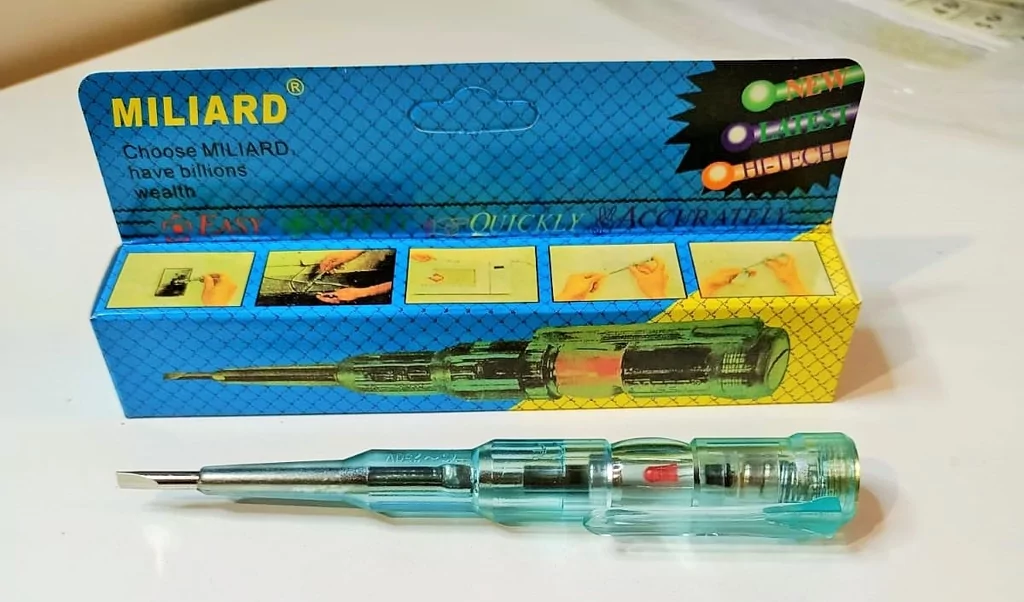 MILIARD®
Choose MILIARD,
have billions
wealth
NEW
LATEST
HI-TECH
EASY
QUICKLY
ACCURATELY